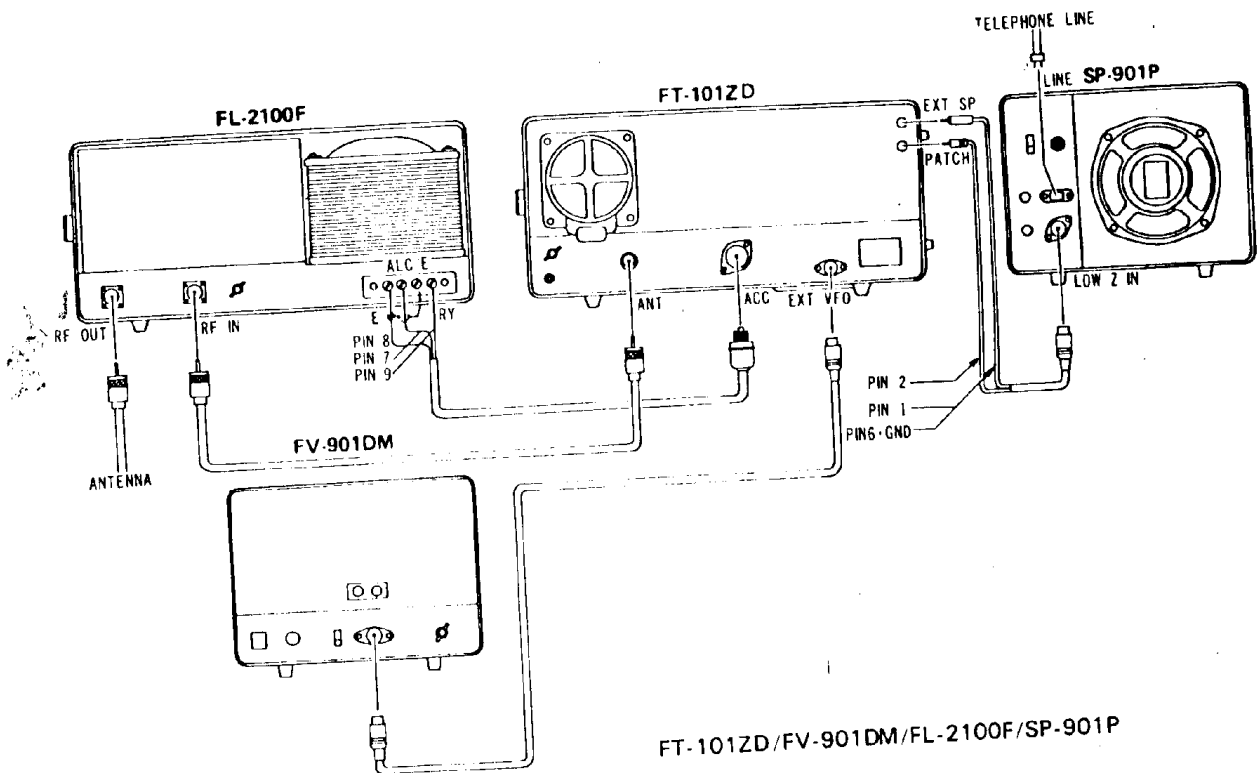 TELEPHONE LINE
LINE SP-901P
FL-2100F
FT-101ZD
EXT SP
PATCH
ALC E
E
RY
RF OUT
RF IN
PIN 8
PIN 7
PIN 9
ANT
ACC
EXT VFO
LOW Z IN
PIN 2
PIN 1
PIN6·GND
FV-901DM
ANTENNA
FT-101ZD/FV-901DM/FL-2100F/SP-901P